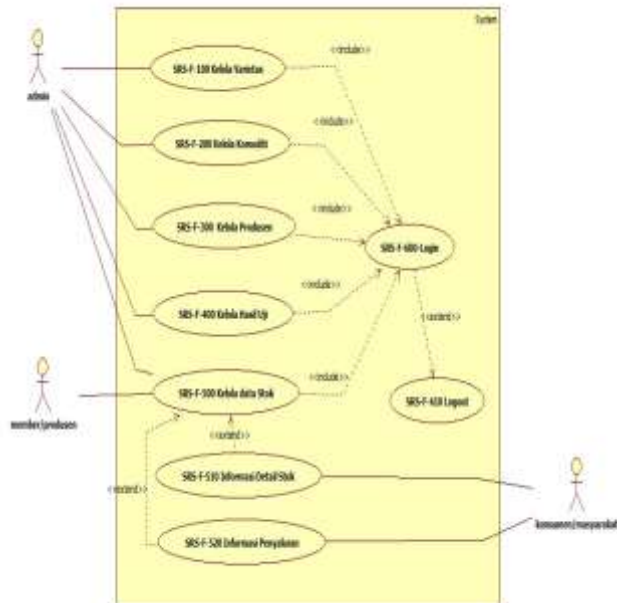 System
admin
SRS-F-100 Kelola Varietas
<<include>>
SRS-F-200 Kelola Komoditi
<<include>>
SRS-F-300 Kelola Produsen
<<include>>
SRS-F-600 Login
SRS-F-400 Kelola Hasil Uji
<<include>>
<<extend>>
SRS-F-500 Kelola data Stok
<<include>>
SRS-F-610 Logout
member/produsen
<<extend>>
SRS-F-510 Informasi Detail Stok
<<extend>>
SRS-F-520 Informasi Penyaluran
konsumen/masyarakat